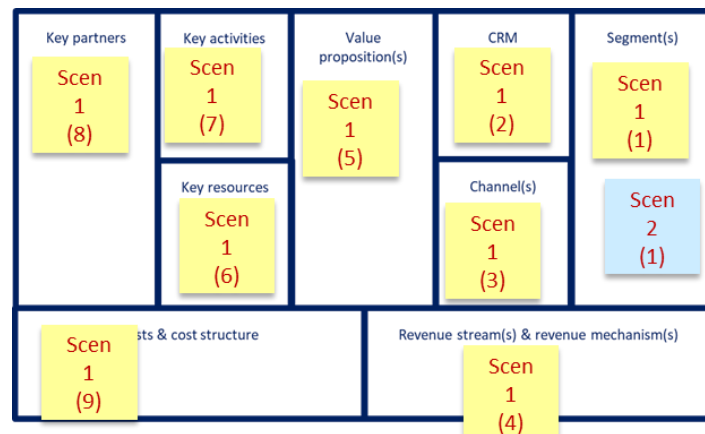 Key partners
Scen
1
(8)
Key activities
Scen
1
(7)
Key resources
Scen
1
(6)
Value
proposition(s)
Scen
1
(5)
CRM
Scen
1
(2)
Channel(s)
Scen
1
(3)
Segment(s)
Scen
1
(1)
Scen
2
(1)
& cost structure
Scen
1
(9)
Revenue stream(s) & revenue mechanism(s)
Scen
1
(4)